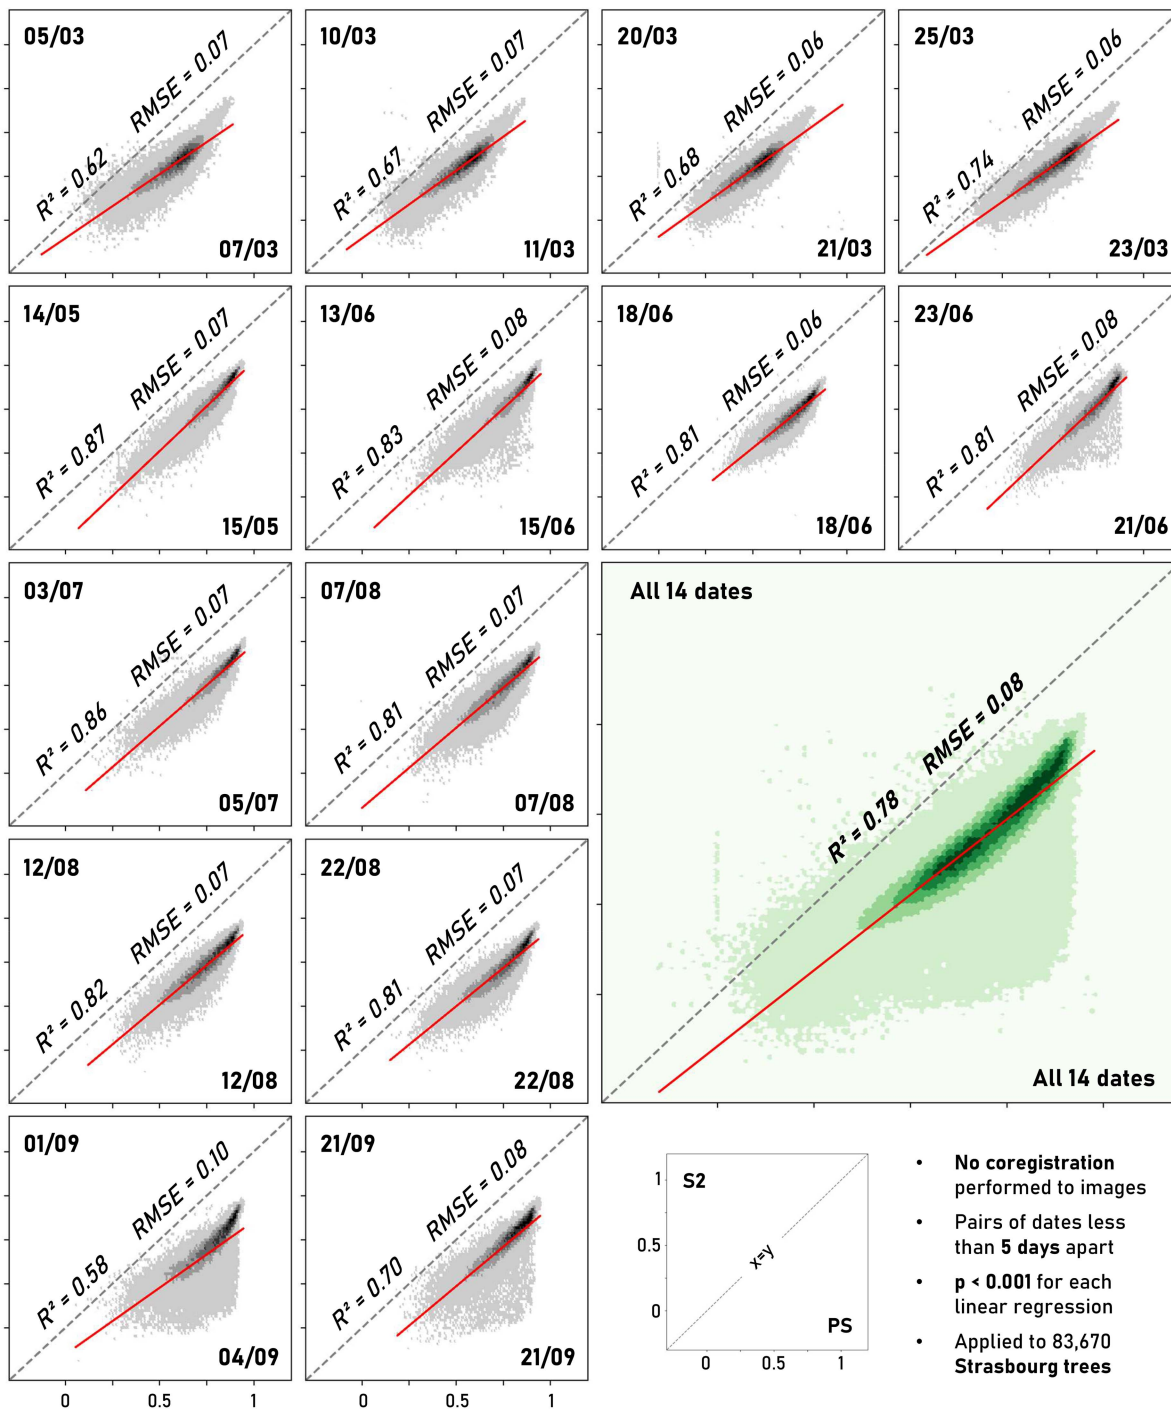 05/03
RMSE = 0.07
R² = 0.62
07/03
10/03
RMSE = 0.07
R² = 0.67
11/03
20/03
RMSE = 0.06
R² = 0.68
21/03
25/03
RMSE = 0.06
R² = 0.74
23/03
14/05
RMSE = 0.07
R² = 0.87
15/05
13/06
RMSE = 0.08
R² = 0.83
15/06
18/06
RMSE = 0.06
R² = 0.81
18/06
23/06
RMSE = 0.08
R² = 0.81
21/06
03/07
RMSE = 0.07
R² = 0.86
05/07
07/08
RMSE = 0.07
R² = 0.81
07/08
All 14 dates
RMSE = 0.08
R² = 0.78
All 14 dates
12/08
RMSE = 0.07
R² = 0.82
12/08
22/08
RMSE = 0.07
R² = 0.81
22/08
01/09
RMSE = 0.10
R² = 0.58
04/09
0 0.5 1
21/09
RMSE = 0.08
R² = 0.70
21/09
0 0.5 1
1
S2
0.5
x=y
0
PS
0 0.5 1
• No coregistration
performed to images
• Pairs of dates less
than 5 days apart
• p < 0.001 for each
linear regression
• Applied to 83,670
Strasbourg trees